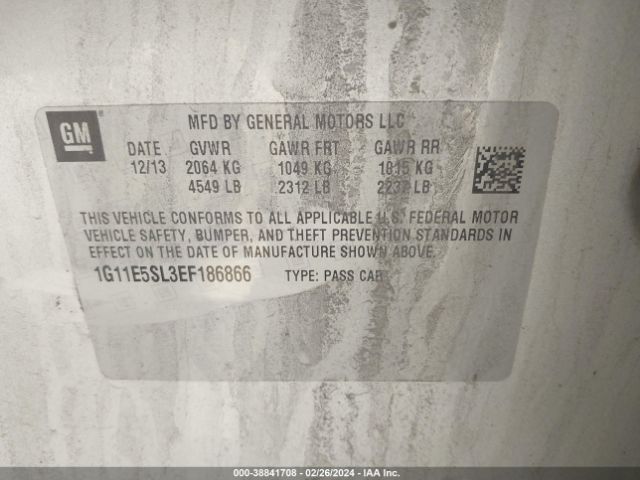 GM
MFD BY GENERAL MOTORS LLC
DATE GVWR GAWR FRT GAWR RR
12/13 2064 KG 1049 KG 1015 KG
4549 LB 2312 LB 2237 LB
THIS VEHICLE CONFORMS TO ALL APPLICABLE U.S. FEDERAL MOTOR
VEHICLE SAFETY, BUMPER, AND THEFT PREVENTION STANDARDS IN
EFFECT ON THE DATE OF MANUFACTURE SHOWN ABOVE.
1G11E5SL3EF186866 TYPE: PASS CAR
000-38841708 - 02/26/2024 - IAA Inc.